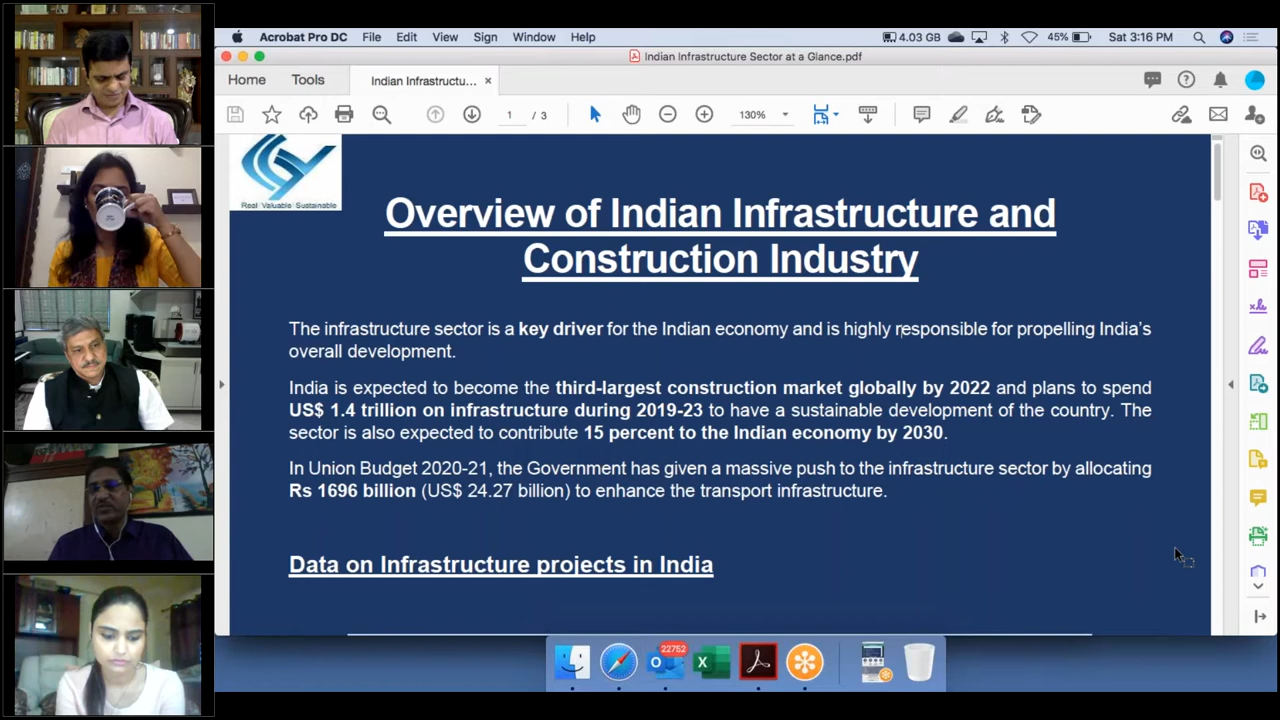 Acrobat Pro DC File Edit View Sign Window Help 4.03 GB 45% Sat 3:16 PM
Indian Infrastructure Sector at a Glance.pdf
Home Tools Indian Infrastructu... ×
1 / 3 130%
Real Valuable Sustainable
Overview of Indian Infrastructure and
Construction Industry
The infrastructure sector is a key driver for the Indian economy and is highly responsible for propelling India's
overall development.
India is expected to become the third-largest construction market globally by 2022 and plans to spend
US$ 1.4 trillion on infrastructure during 2019-23 to have a sustainable development of the country. The
sector is also expected to contribute 15 percent to the Indian economy by 2030.
In Union Budget 2020-21, the Government has given a massive push to the infrastructure sector by allocating
Rs 1696 billion (US$ 24.27 billion) to enhance the transport infrastructure.
Data on Infrastructure projects in India
22752